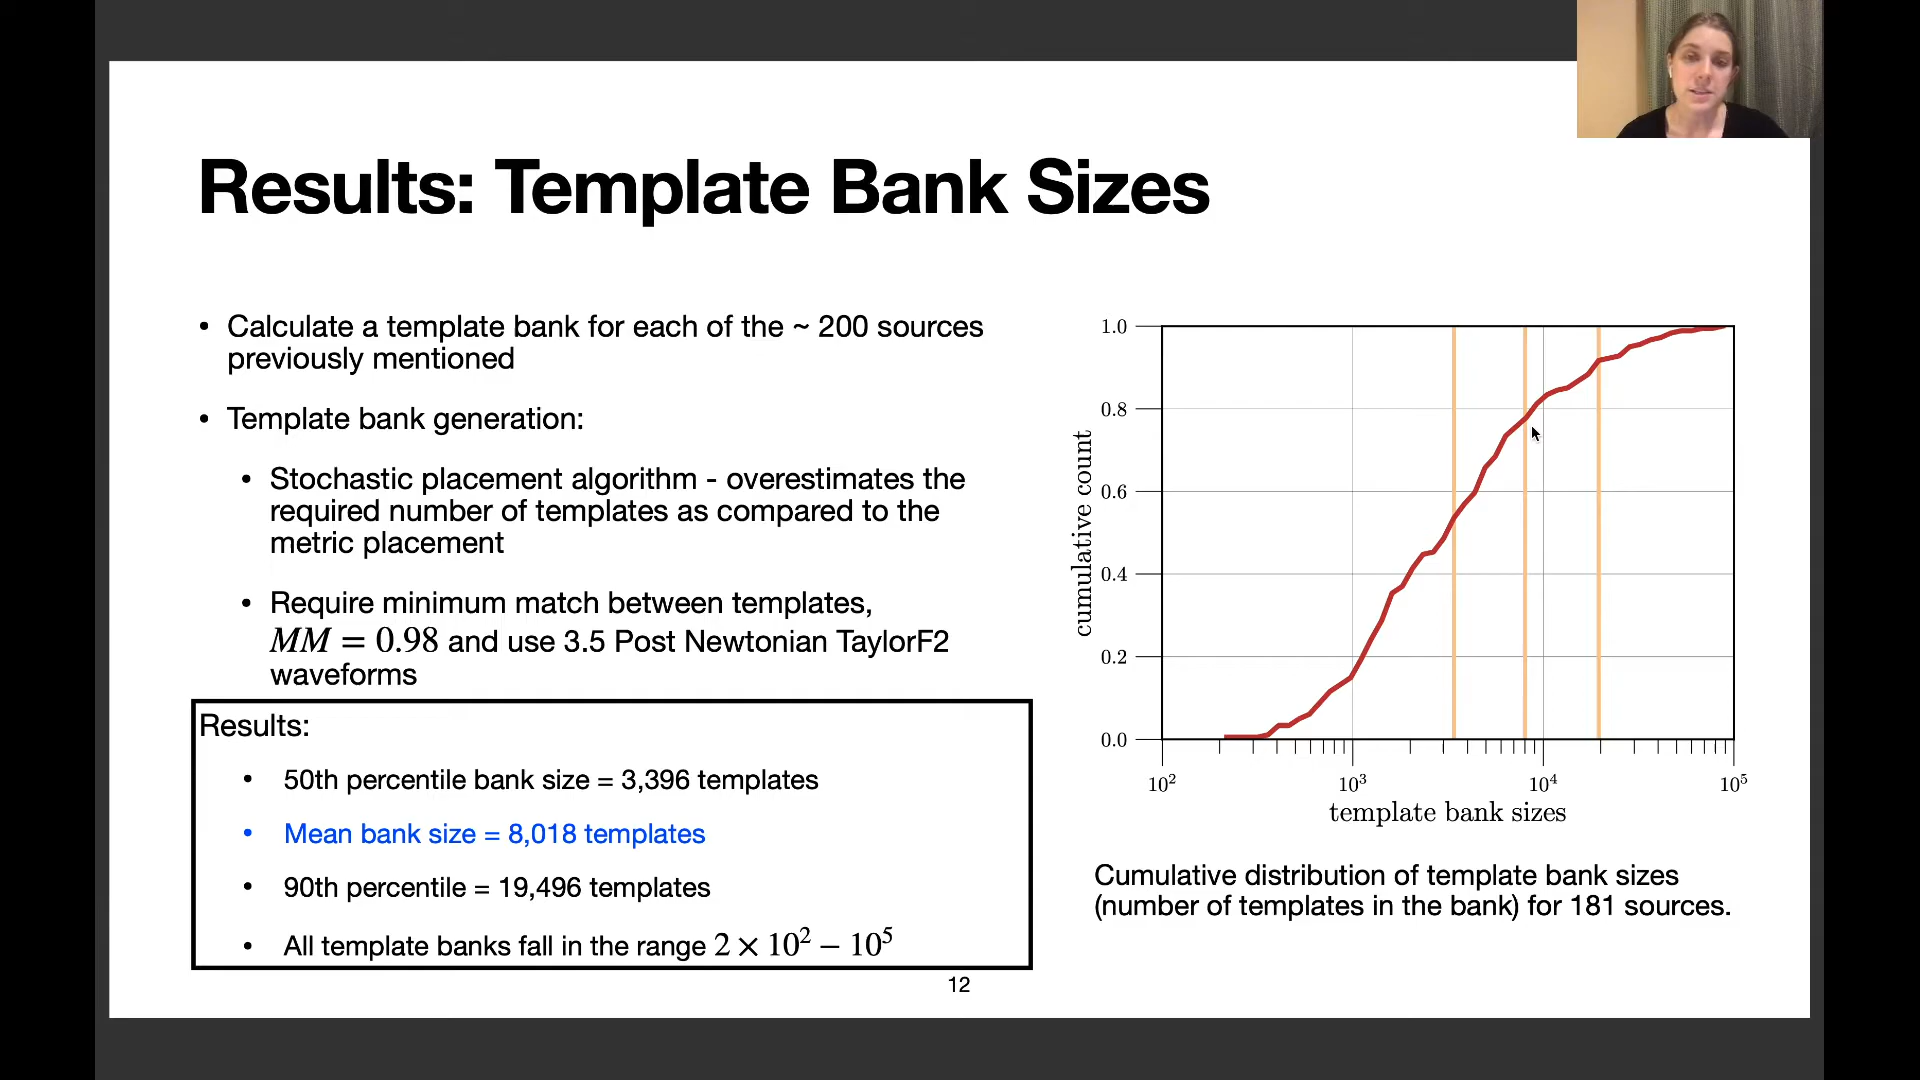 Results: Template Bank Sizes
• Calculate a template bank for each of the ~ 200 sources
previously mentioned
• Template bank generation:
• Stochastic placement algorithm - overestimates the
required number of templates as compared to the
metric placement
• Require minimum match between templates,
MM = 0.98 and use 3.5 Post Newtonian TaylorF2
waveforms
Results:
• 50th percentile bank size = 3,396 templates
• Mean bank size = 8,018 templates
• 90th percentile = 19,496 templates
• All template banks fall in the range 2 × 10² – 10⁵
cumulative count
1.0
0.8
0.6
0.4
0.2
0.0
10² 10³ 10⁴ 10⁵
template bank sizes
Cumulative distribution of template bank sizes
(number of templates in the bank) for 181 sources.
12